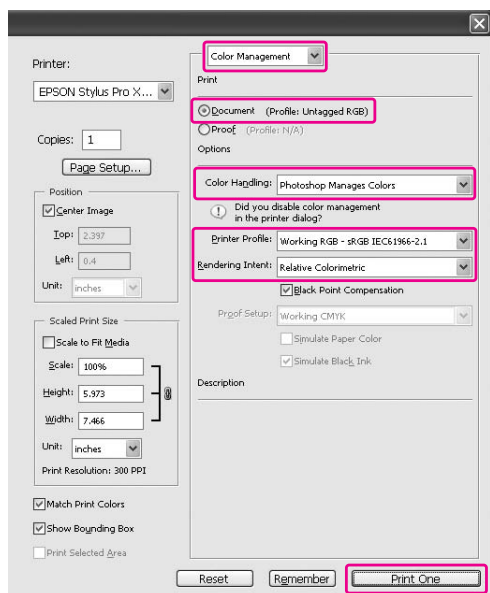 Printer:
EPSON Stylus Pro X...
Copies: 1
Page Setup...
Position
Center Image
Top: 2.397
Left: 0.4
Unit: inches
Scaled Print Size
Scale to Fit Media
Scale: 100%
Height: 5.973
Width: 7.466
Unit: inches
Print Resolution: 300 PPI
Match Print Colors
Show Bounding Box
Print Selected Area
Color Management
Print
Document (Profile: Untagged RGB)
Proof (Profile: N/A)
Options
Color Handling: Photoshop Manages Colors
Did you disable color management
in the printer dialog?
Printer Profile: Working RGB - sRGB IEC61966-2.1
Rendering Intent: Relative Colorimetric
Black Point Compensation
Proof Setup: Working CMYK
Simulate Paper Color
Simulate Black Ink
Description
Reset
Remember
Print One